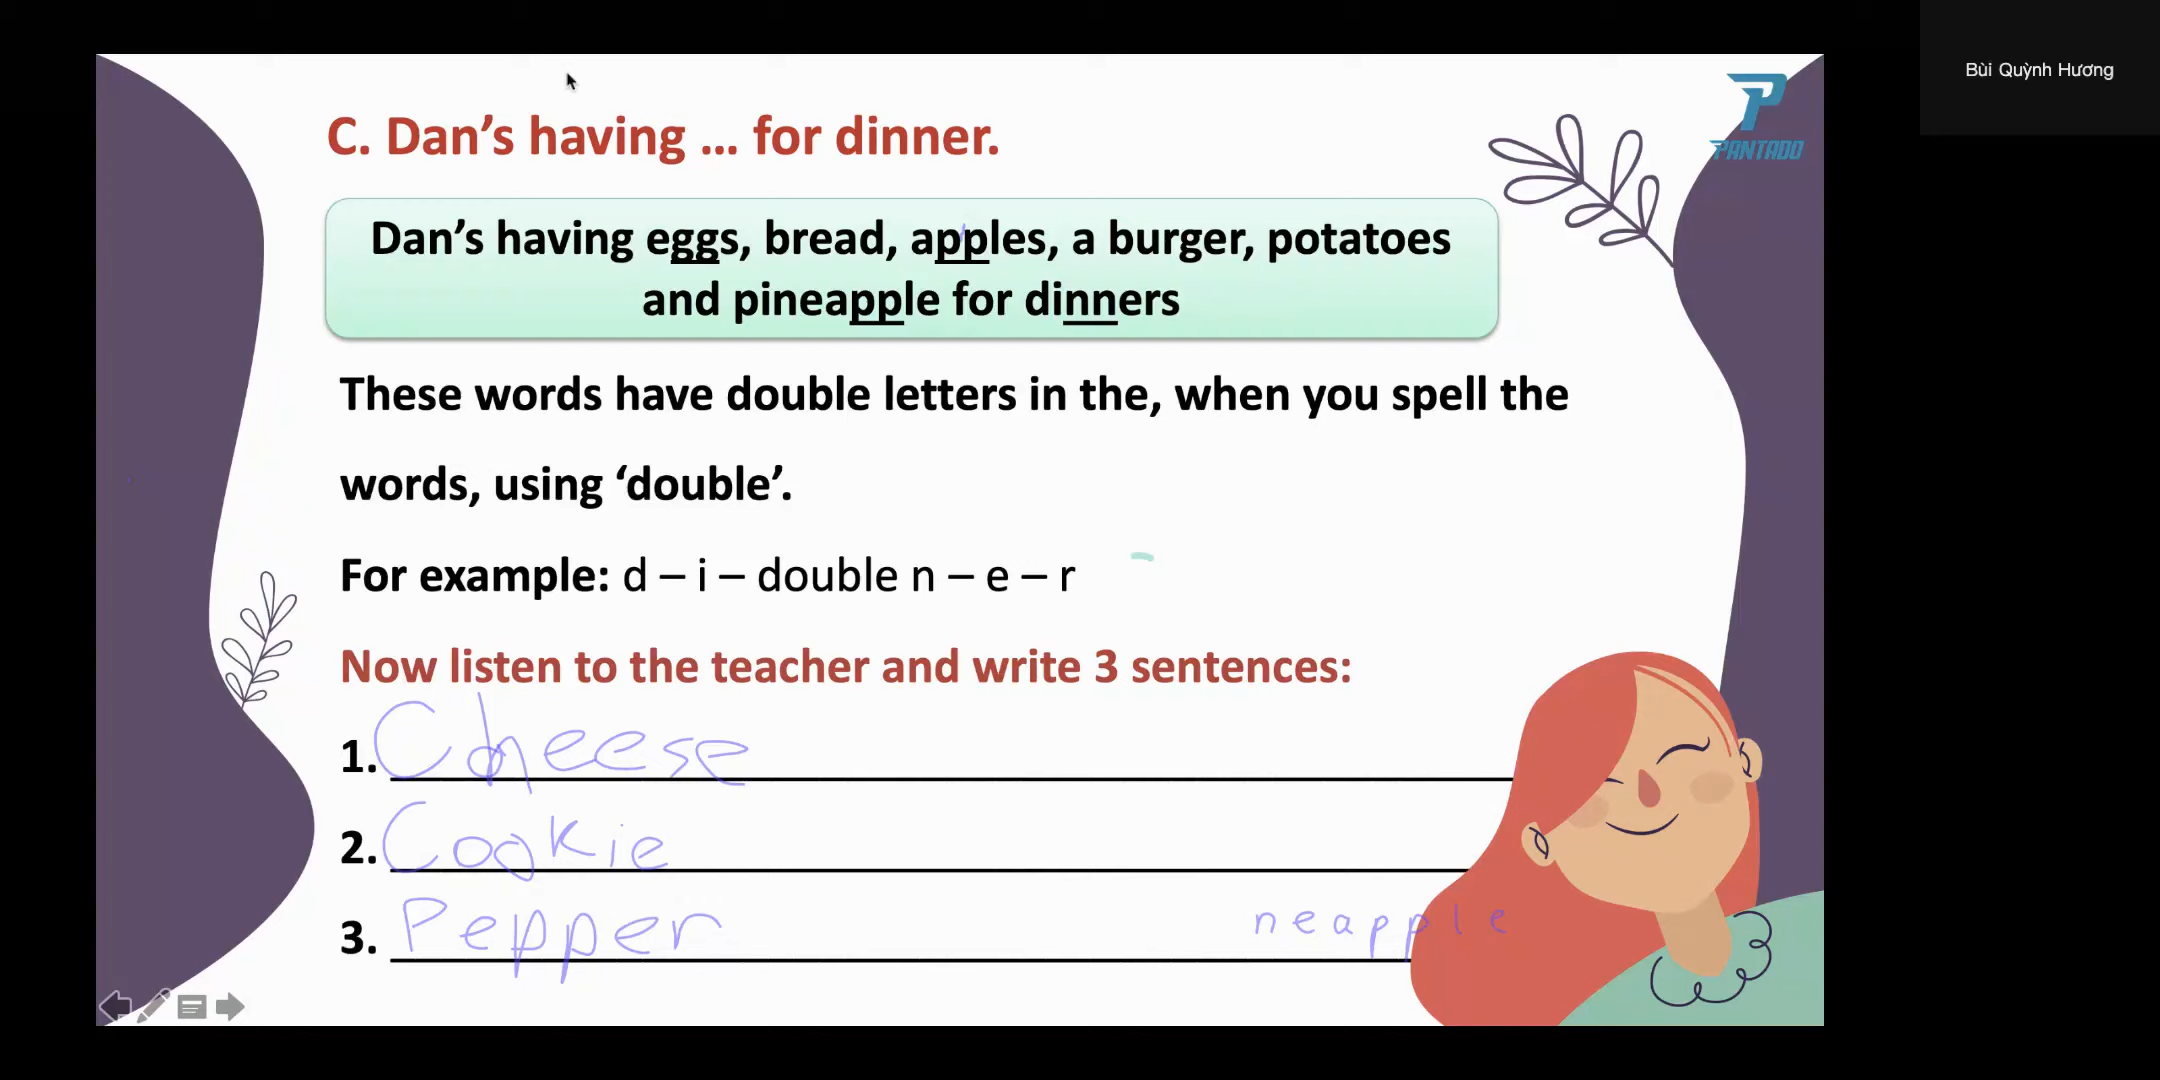 Bùi Quỳnh Hương
PANTADO
C. Dan’s having ... for dinner.
Dan’s having eggs, bread, apples, a burger, potatoes
and pineapple for dinners
These words have double letters in the, when you spell the
words, using ‘double’.
For example: d – i – double n – e – r
Now listen to the teacher and write 3 sentences:
1. Cheese
2. Cookie
3. Pepper
neapple